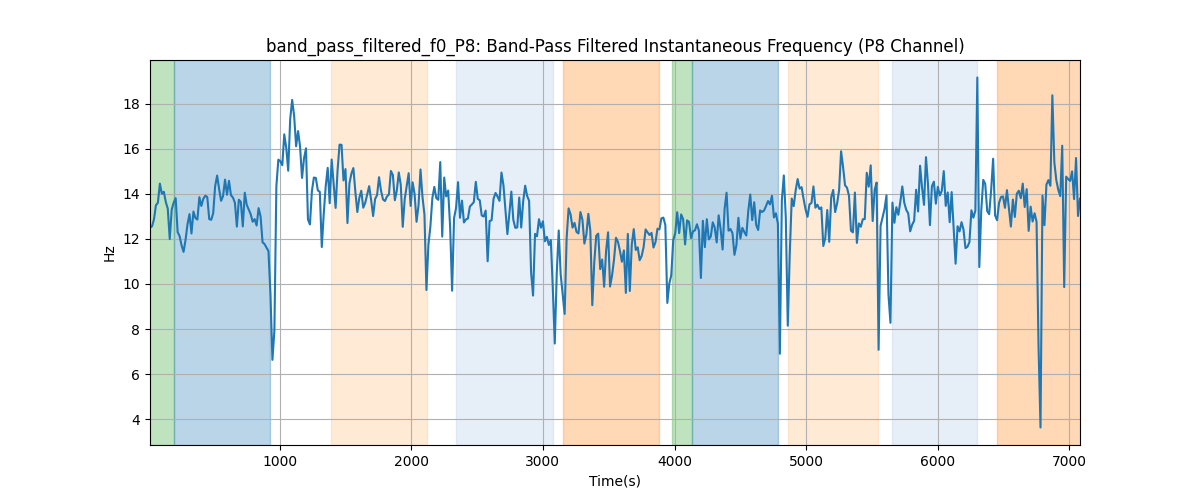 band_pass_filtered_f0_P8: Band-Pass Filtered Instantaneous Frequency (P8 Channel)
18
16
14
12
10
8
6
4
Hz
1000 2000 3000 4000 5000 6000 7000
Time(s)